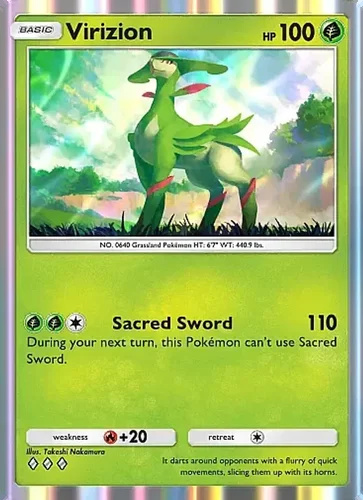 BASIC Virizion HP 100
NO. 0640 Grassland Pokémon HT: 6'7" WT: 440.9 lbs.
Sacred Sword 110
During your next turn, this Pokémon can't use Sacred
Sword.
weakness +20 retreat
Illus. Takeshi Nakamura
It darts around opponents with a flurry of quick
movements, slicing them up with its horns.